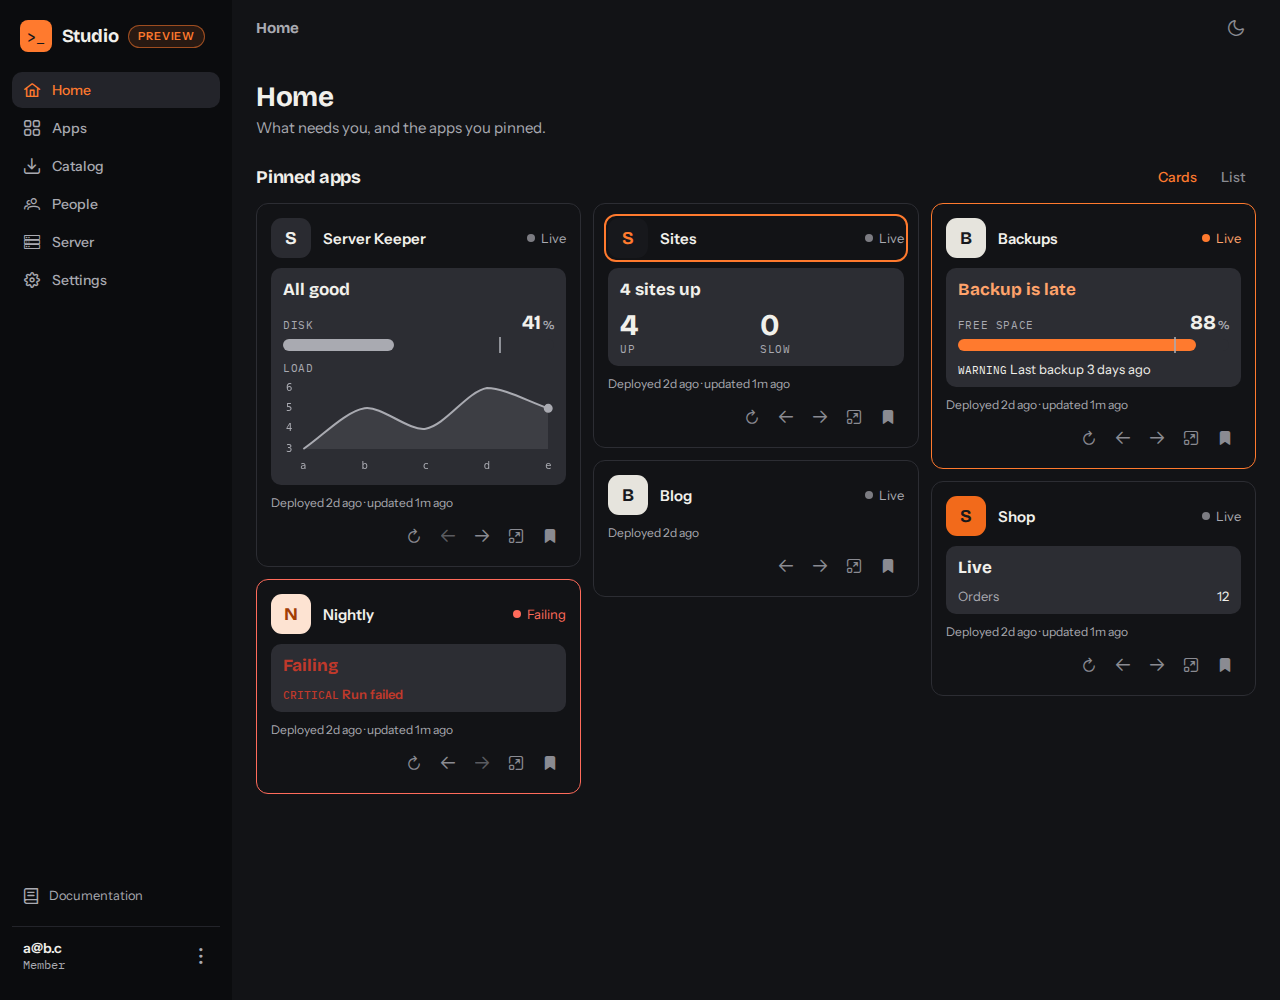 >_ Studio PREVIEW
Home
Apps
Catalog
People
Server
Settings
Documentation
a@b.c
Member
Home
Home
What needs you, and the apps you pinned.
Pinned apps
Cards List
S Server Keeper Live
All good
DISK 41%
LOAD
6
5
4
3
a b c d e
Deployed 2d ago·updated 1m ago
N Nightly Failing
Failing
CRITICAL Run failed
Deployed 2d ago·updated 1m ago
S Sites Live
4 sites up
4 0
UP SLOW
Deployed 2d ago·updated 1m ago
B Blog Live
Deployed 2d ago
B Backups Live
Backup is late
FREE SPACE 88%
WARNING Last backup 3 days ago
Deployed 2d ago·updated 1m ago
S Shop Live
Live
Orders 12
Deployed 2d ago·updated 1m ago